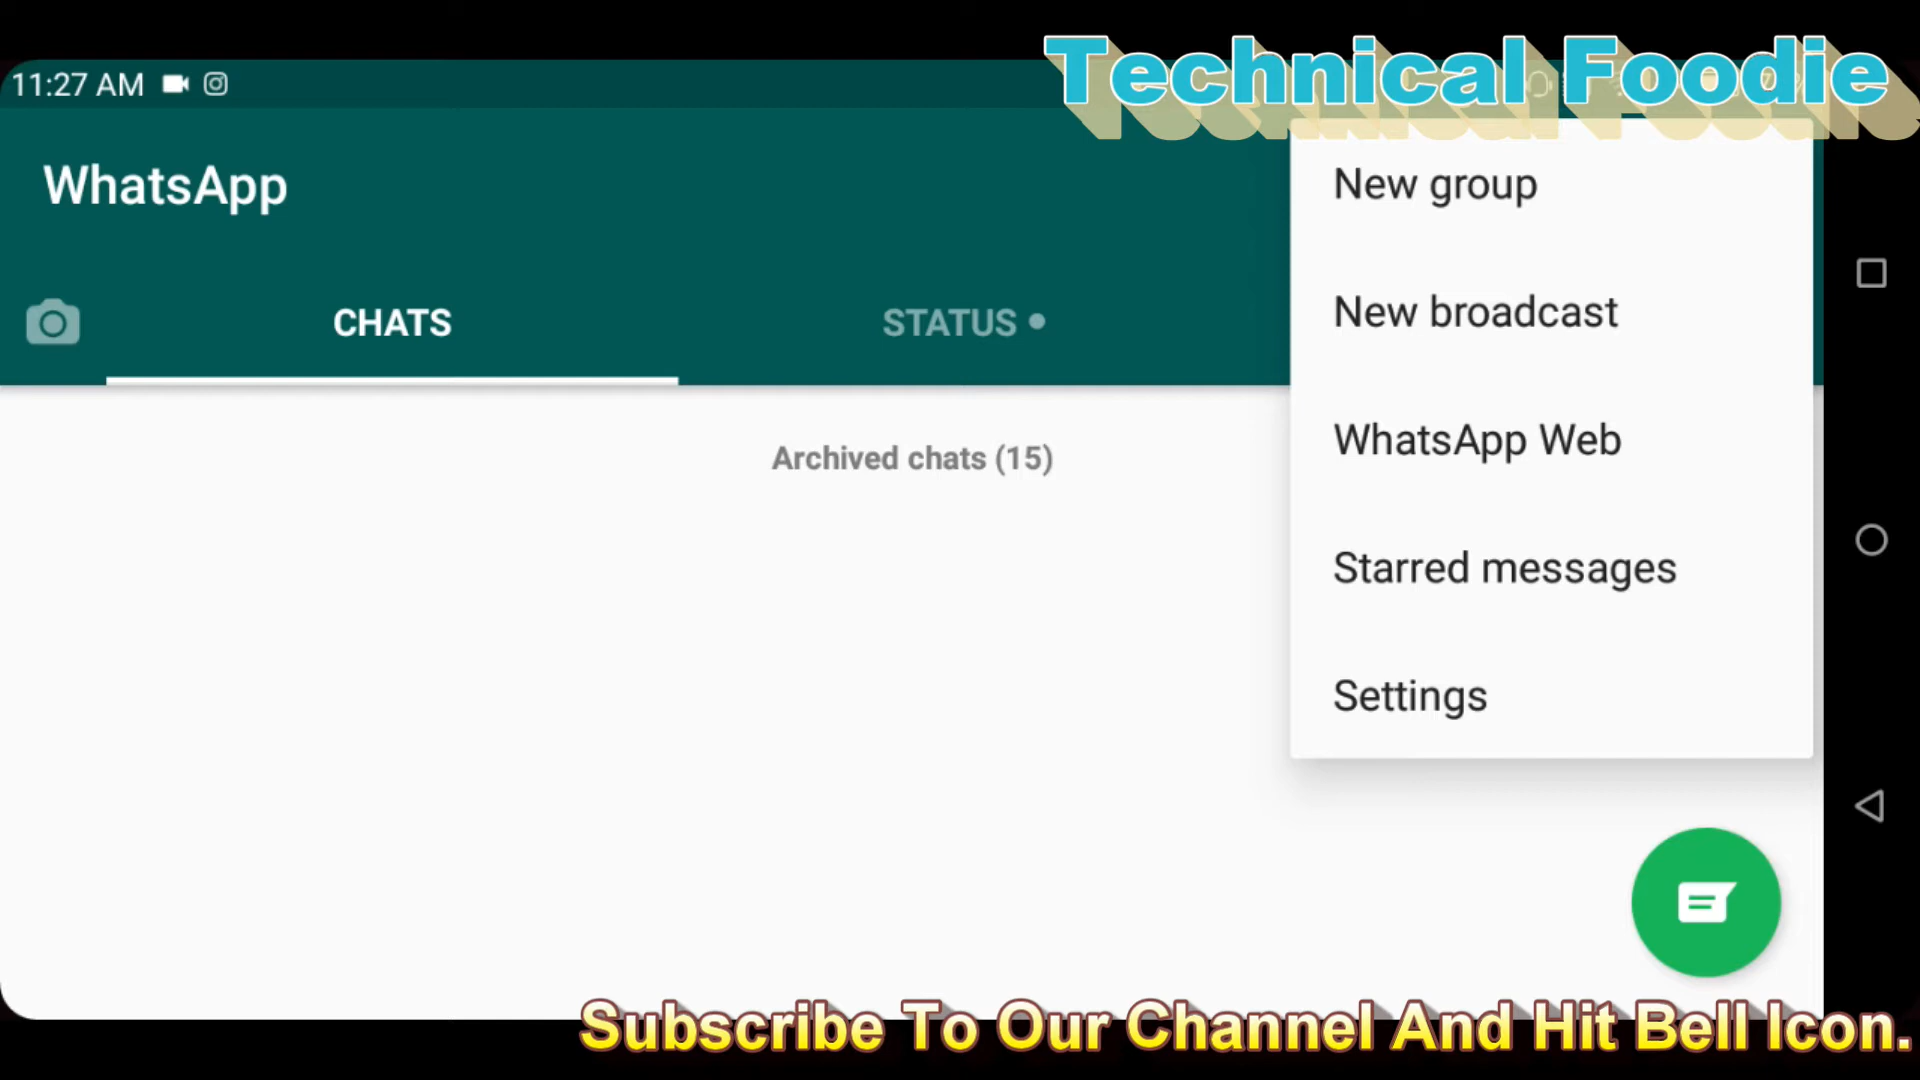 Technical Foodie
11:27 AM
WhatsApp
New group
New broadcast
CHATS
STATUS
WhatsApp Web
Archived chats (15)
Starred messages
Settings
Subscribe To Our Channel And Hit Bell Icon.